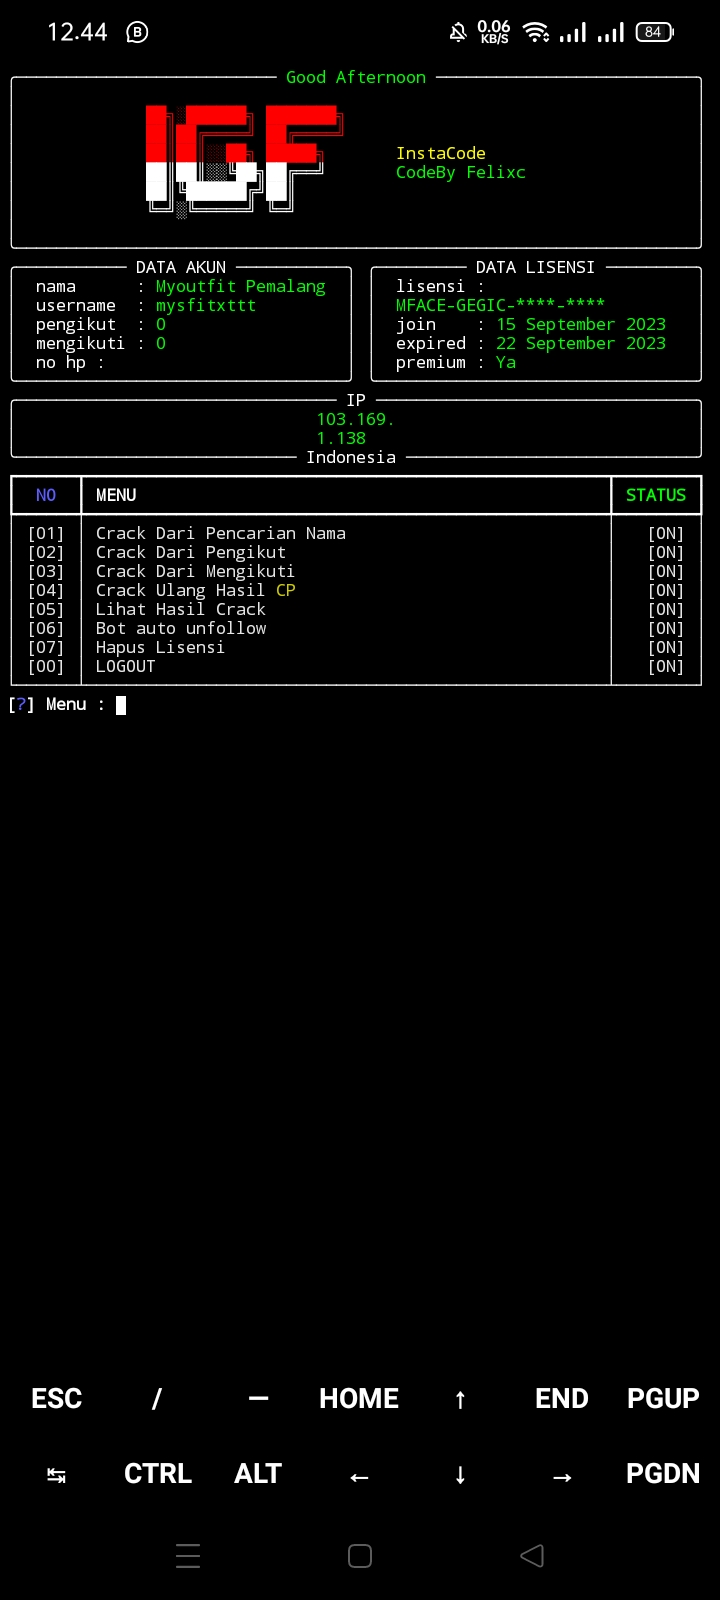 12.44
0.06 KB/S
84
Good Afternoon
IGF
InstaCode
CodeBy Felixc
DATA AKUN
nama : Myoutfit Pemalang
username : mysfitxttt
pengikut : 0
mengikuti : 0
no hp :
DATA LISENSI
lisensi :
MFACE-GEGIC-****-****
join : 15 September 2023
expired : 22 September 2023
premium : Ya
IP
103.169.
1.138
Indonesia
NO MENU STATUS
[01] Crack Dari Pencarian Nama [ON]
[02] Crack Dari Pengikut [ON]
[03] Crack Dari Mengikuti [ON]
[04] Crack Ulang Hasil CP [ON]
[05] Lihat Hasil Crack [ON]
[06] Bot auto unfollow [ON]
[07] Hapus Lisensi [ON]
[00] LOGOUT [ON]
[?] Menu :
ESC / — HOME ↑ END PGUP
↹ CTRL ALT ← ↓ → PGDN